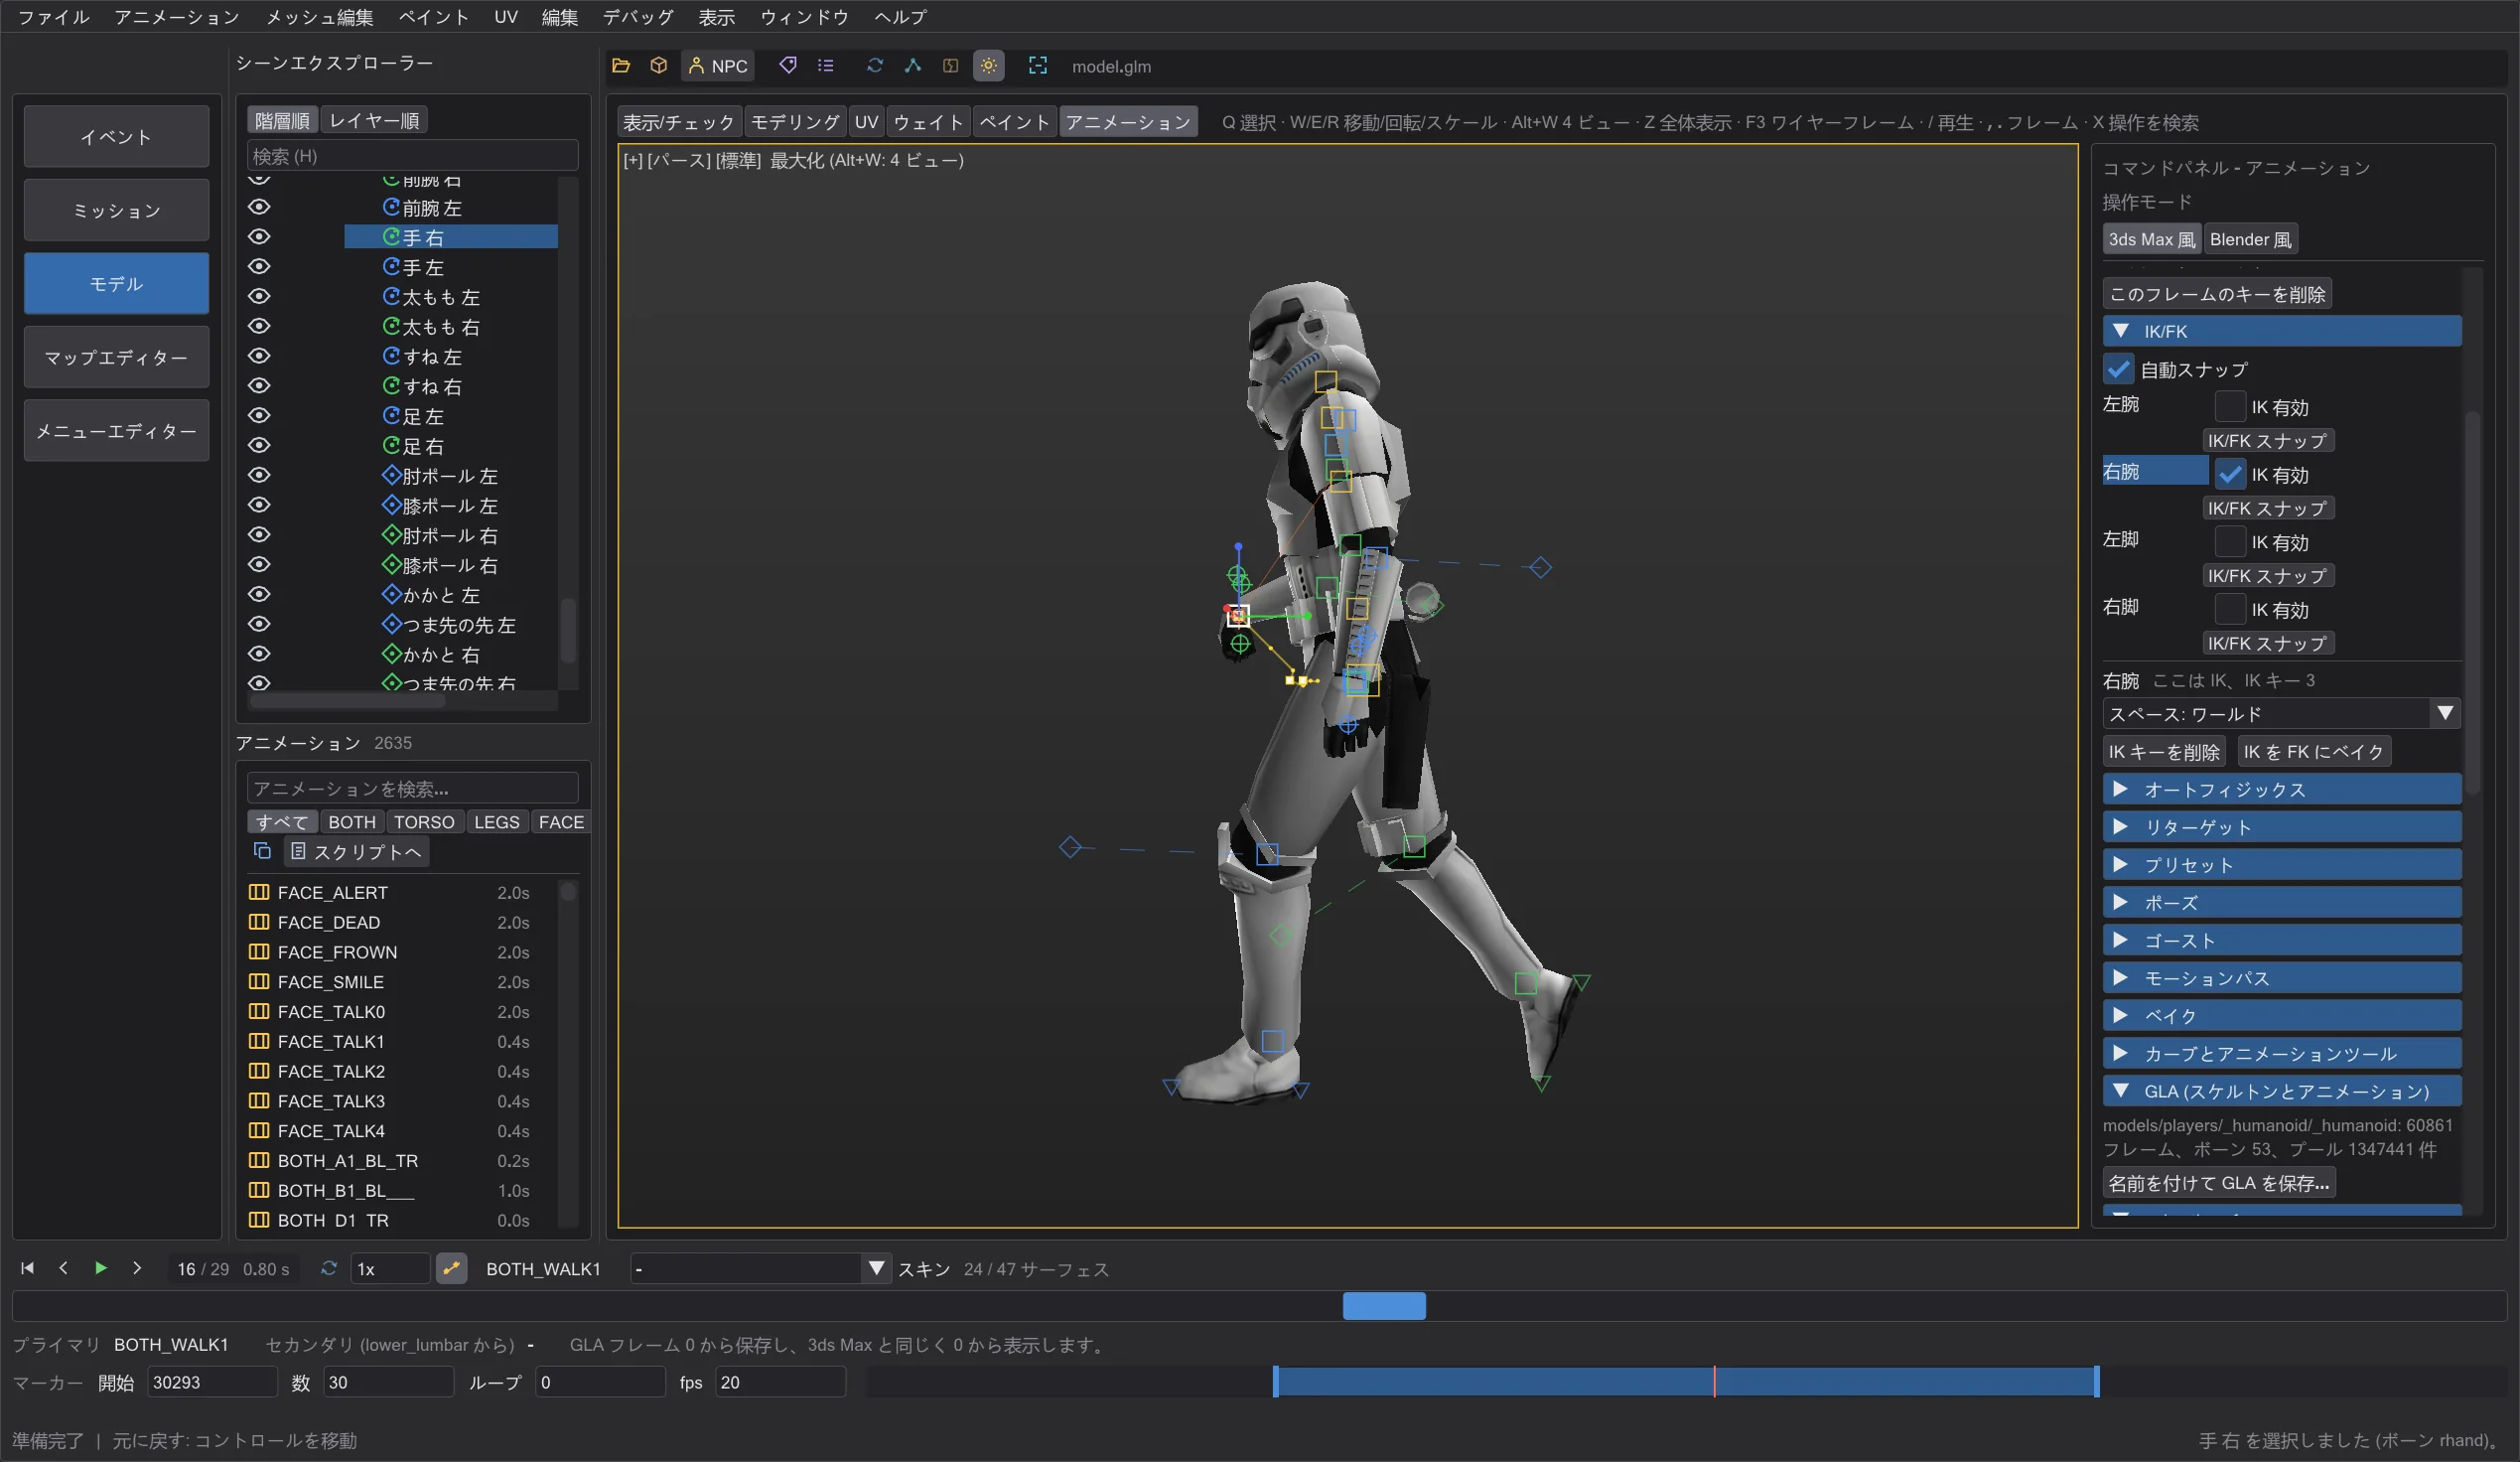 ファイル アニメーション メッシュ編集 ペイント UV 編集 デバッグ 表示 ウィンドウ ヘルプ
シーンエクスプローラー
NPC
model.glm
イベント
ミッション
モデル
マップエディター
メニューエディター
階層順 レイヤー順
検索 (H)
前腕 右
前腕 左
手 右
手 左
太もも 左
太もも 右
すね 左
すね 右
足 左
足 右
肘ポール 左
膝ポール 左
肘ポール 右
膝ポール 右
かかと 左
つま先の先 左
かかと 右
つま先の先 右
アニメーション 2635
アニメーションを検索...
すべて BOTH TORSO LEGS FACE
スクリプトへ
FACE_ALERT 2.0s
FACE_DEAD 2.0s
FACE_FROWN 2.0s
FACE_SMILE 2.0s
FACE_TALK0 2.0s
FACE_TALK1 0.4s
FACE_TALK2 0.4s
FACE_TALK3 0.4s
FACE_TALK4 0.4s
BOTH_A1_BL_TR 0.2s
BOTH_B1_BL___ 1.0s
BOTH_D1_TR 0.0s
表示/チェック モデリング UV ウェイト ペイント アニメーション
Q 選択 · W/E/R 移動/回転/スケール · Alt+W 4 ビュー · Z 全体表示 · F3 ワイヤーフレーム · / 再生 · , . フレーム · X 操作を検索
[+] [パース] [標準] 最大化 (Alt+W: 4 ビュー)
コマンドパネル - アニメーション
操作モード
3ds Max 風 Blender 風
このフレームのキーを削除
IK/FK
自動スナップ
左腕 IK 有効
IK/FK スナップ
右腕 IK 有効
IK/FK スナップ
左脚 IK 有効
IK/FK スナップ
右脚 IK 有効
IK/FK スナップ
右腕 ここは IK、IK キー 3
スペース: ワールド
IK キーを削除 IK を FK にベイク
オートフィジックス
リターゲット
プリセット
ポーズ
ゴースト
モーションパス
ベイク
カーブとアニメーションツール
GLA (スケルトンとアニメーション)
models/players/_humanoid/_humanoid: 60861
フレーム、ボーン 53、プール 1347441 件
名前を付けて GLA を保存...
16 / 29 0.80 s 1x BOTH_WALK1 - スキン 24 / 47 サーフェス
プライマリ BOTH_WALK1 セカンダリ (lower_lumbar から) - GLA フレーム 0 から保存し、3ds Max と同じく 0 から表示します。
マーカー 開始 30293 数 30 ループ 0 fps 20
準備完了 | 元に戻す: コントロールを移動
手 右 を選択しました (ボーン rhand)。